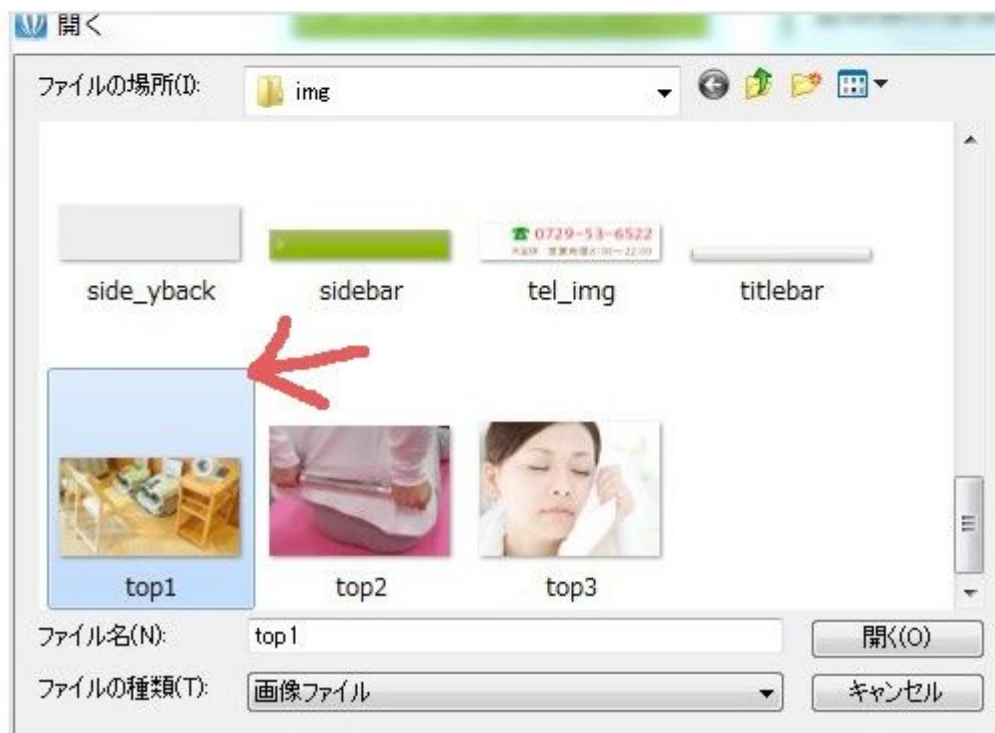 開く
ファイルの場所(I):
img
side_yback
sidebar
0729-53-6522
tel_img
titlebar
top1
top2
top3
ファイル名(N):
top1
開く(O)
ファイルの種類(T):
画像ファイル
キャンセル